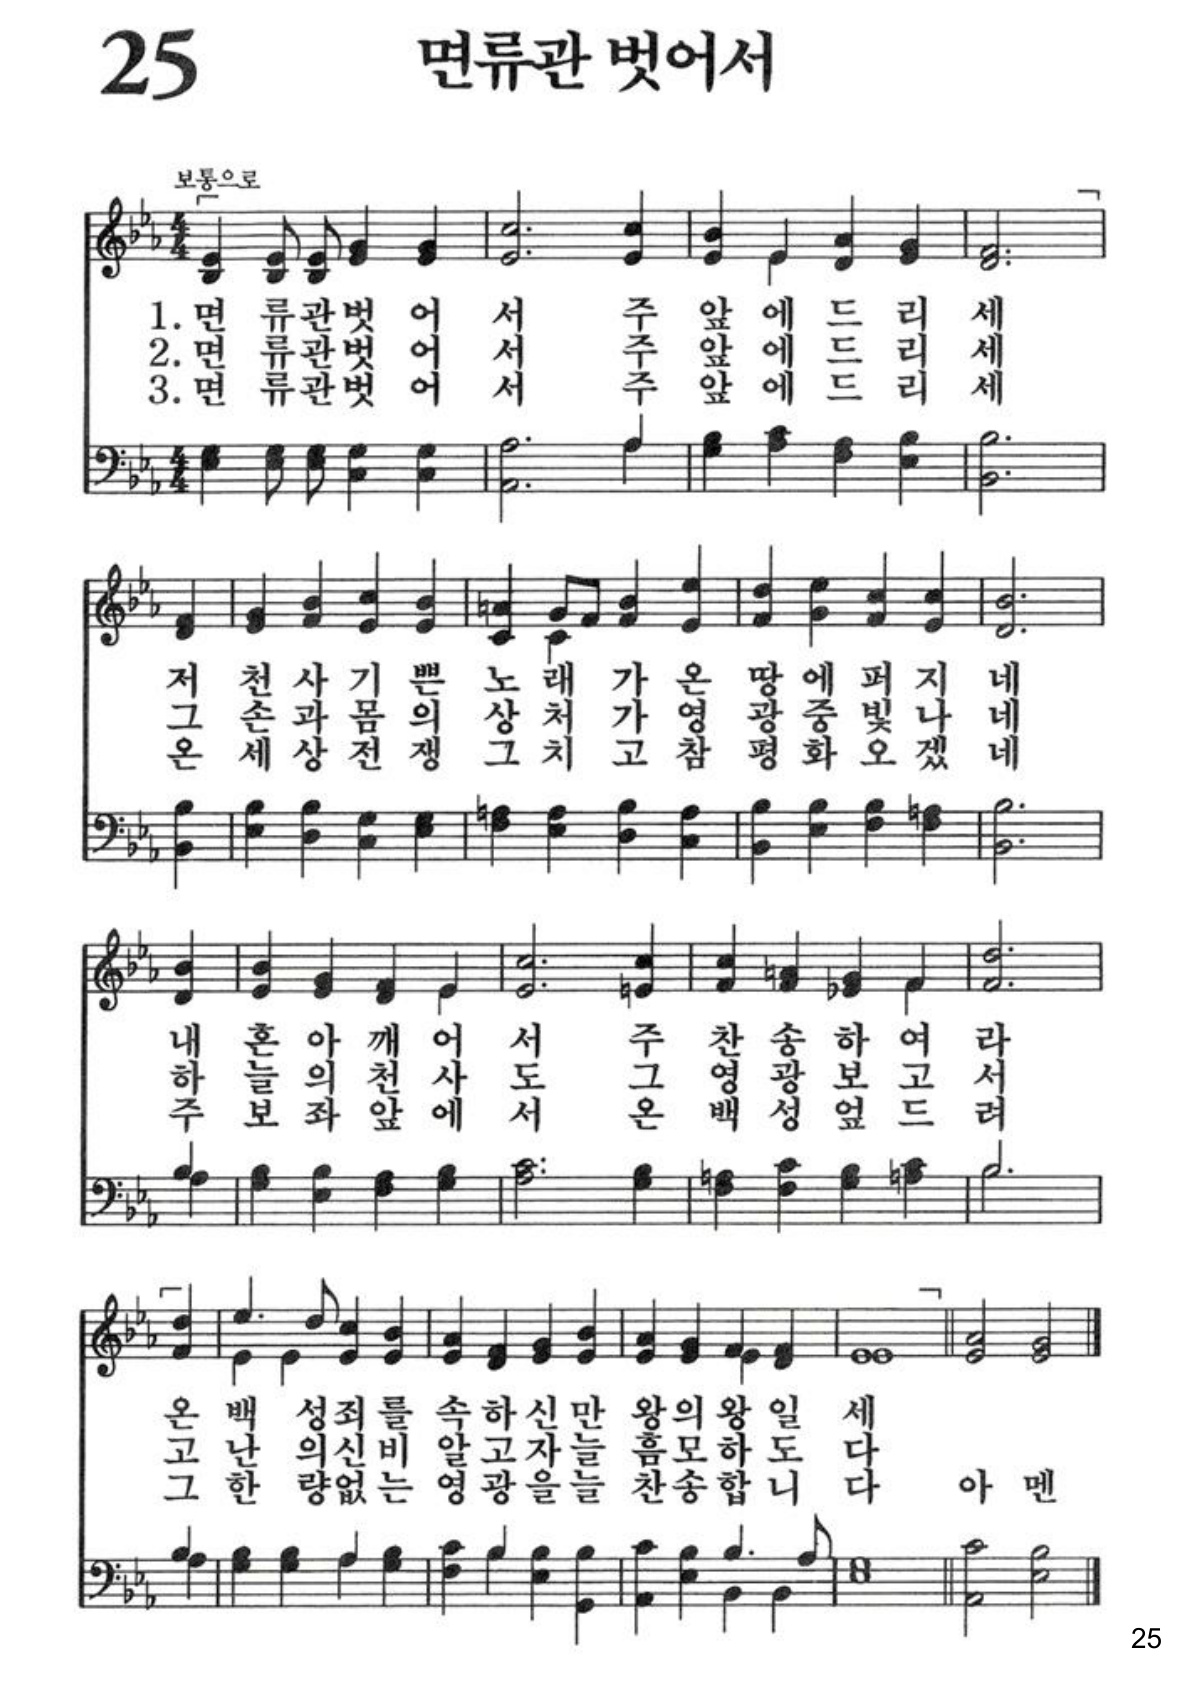 25
면류관 벗어서
보통으로
1. 면 류관벗 어 서 주 앞 에 드 리 세
2. 면 류관벗 어 서 주 앞 에 드 리 세
3. 면 류관벗 어 서 주 앞 에 드 리 세
저 천 사 기 쁜 노 래 가 온 땅 에 퍼 지 네
그 손 과 몸 의 상 처 가 영 광 중 빛 나 네
온 세 상 전 쟁 그 치 고 참 평 화 오 겠 네
내 혼 아 깨 어 서 주 찬 송 하 여 라
하 늘 의 천 사 도 그 영 광 보 고 서
주 보 좌 앞 에 서 온 백 성 엎 드 려
온 백 성죄 를 속 하 신 만 왕 의 왕 일 세
고 난 의신 비 알 고 자 늘 흠 모 하 도 다
그 한 량없 는 영 광 을 늘 찬 송 합 니 다 아 멘
25